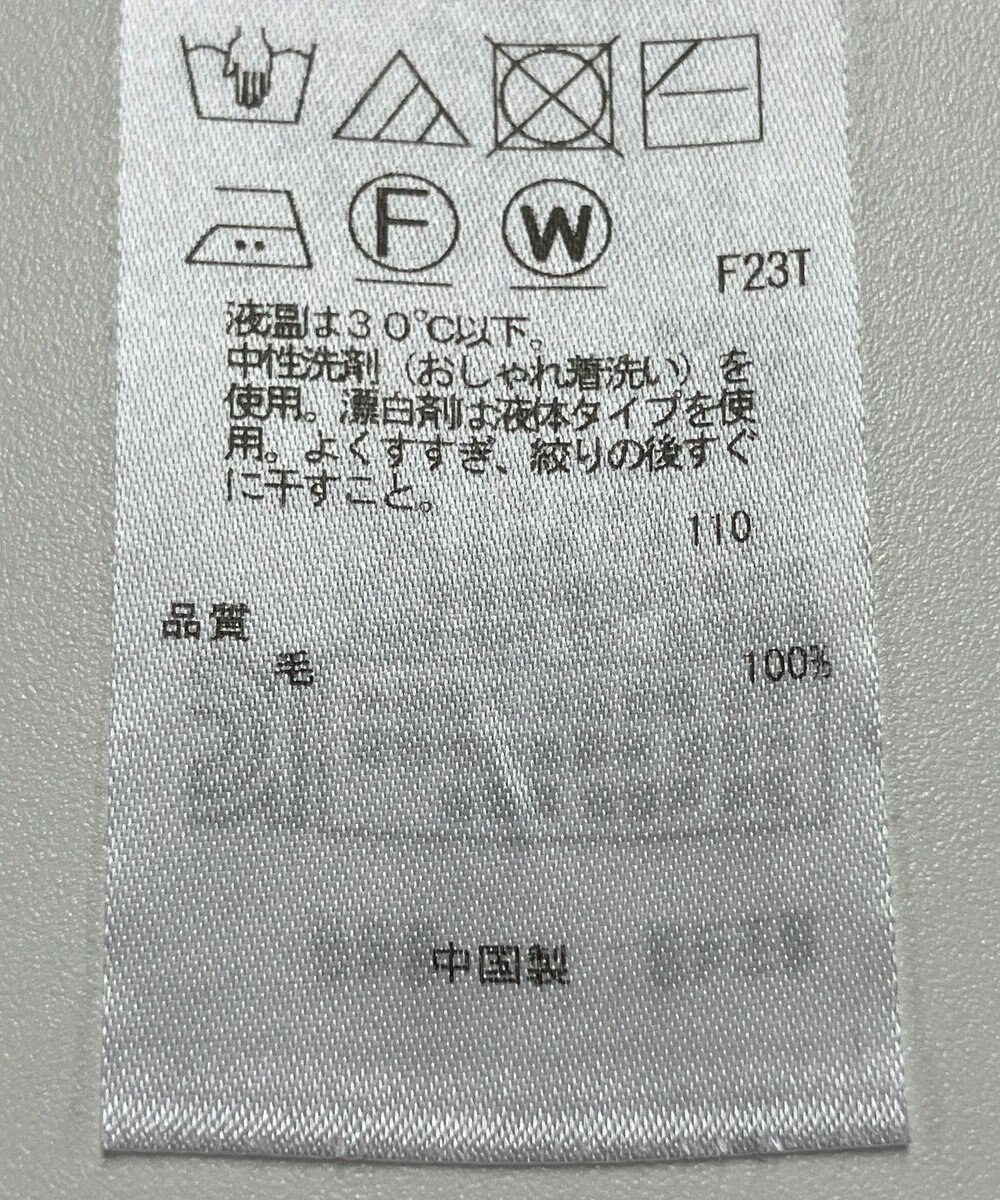 F W
F23T
液温は３０℃以下。
中性洗剤（おしゃれ着洗い）を
使用。漂白剤は液体タイプを使
用。よくすすぎ、絞りの後すぐ
に干すこと。
110
品質
毛 100%
中国製